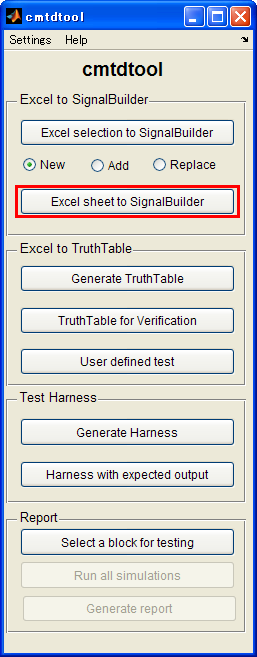 cmtdtool
Settings Help
cmtdtool
Excel to SignalBuilder
Excel selection to SignalBuilder
New Add Replace
Excel sheet to SignalBuilder
Excel to TruthTable
Generate TruthTable
TruthTable for Verification
User defined test
Test Harness
Generate Harness
Harness with expected output
Report
Select a block for testing
Run all simulations
Generate report